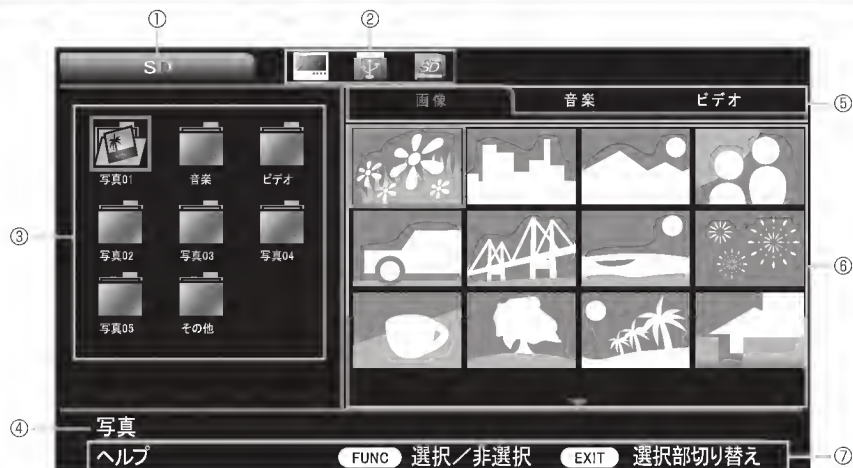 ① ②
SD SD
画像 音楽 ビデオ ⑤
写真01 音楽 ビデオ
③
写真02 写真03 写真04
⑥
写真05 その他
④ 写真
ヘルプ FUNC 選択/非選択 EXIT 選択部切り替え ⑦